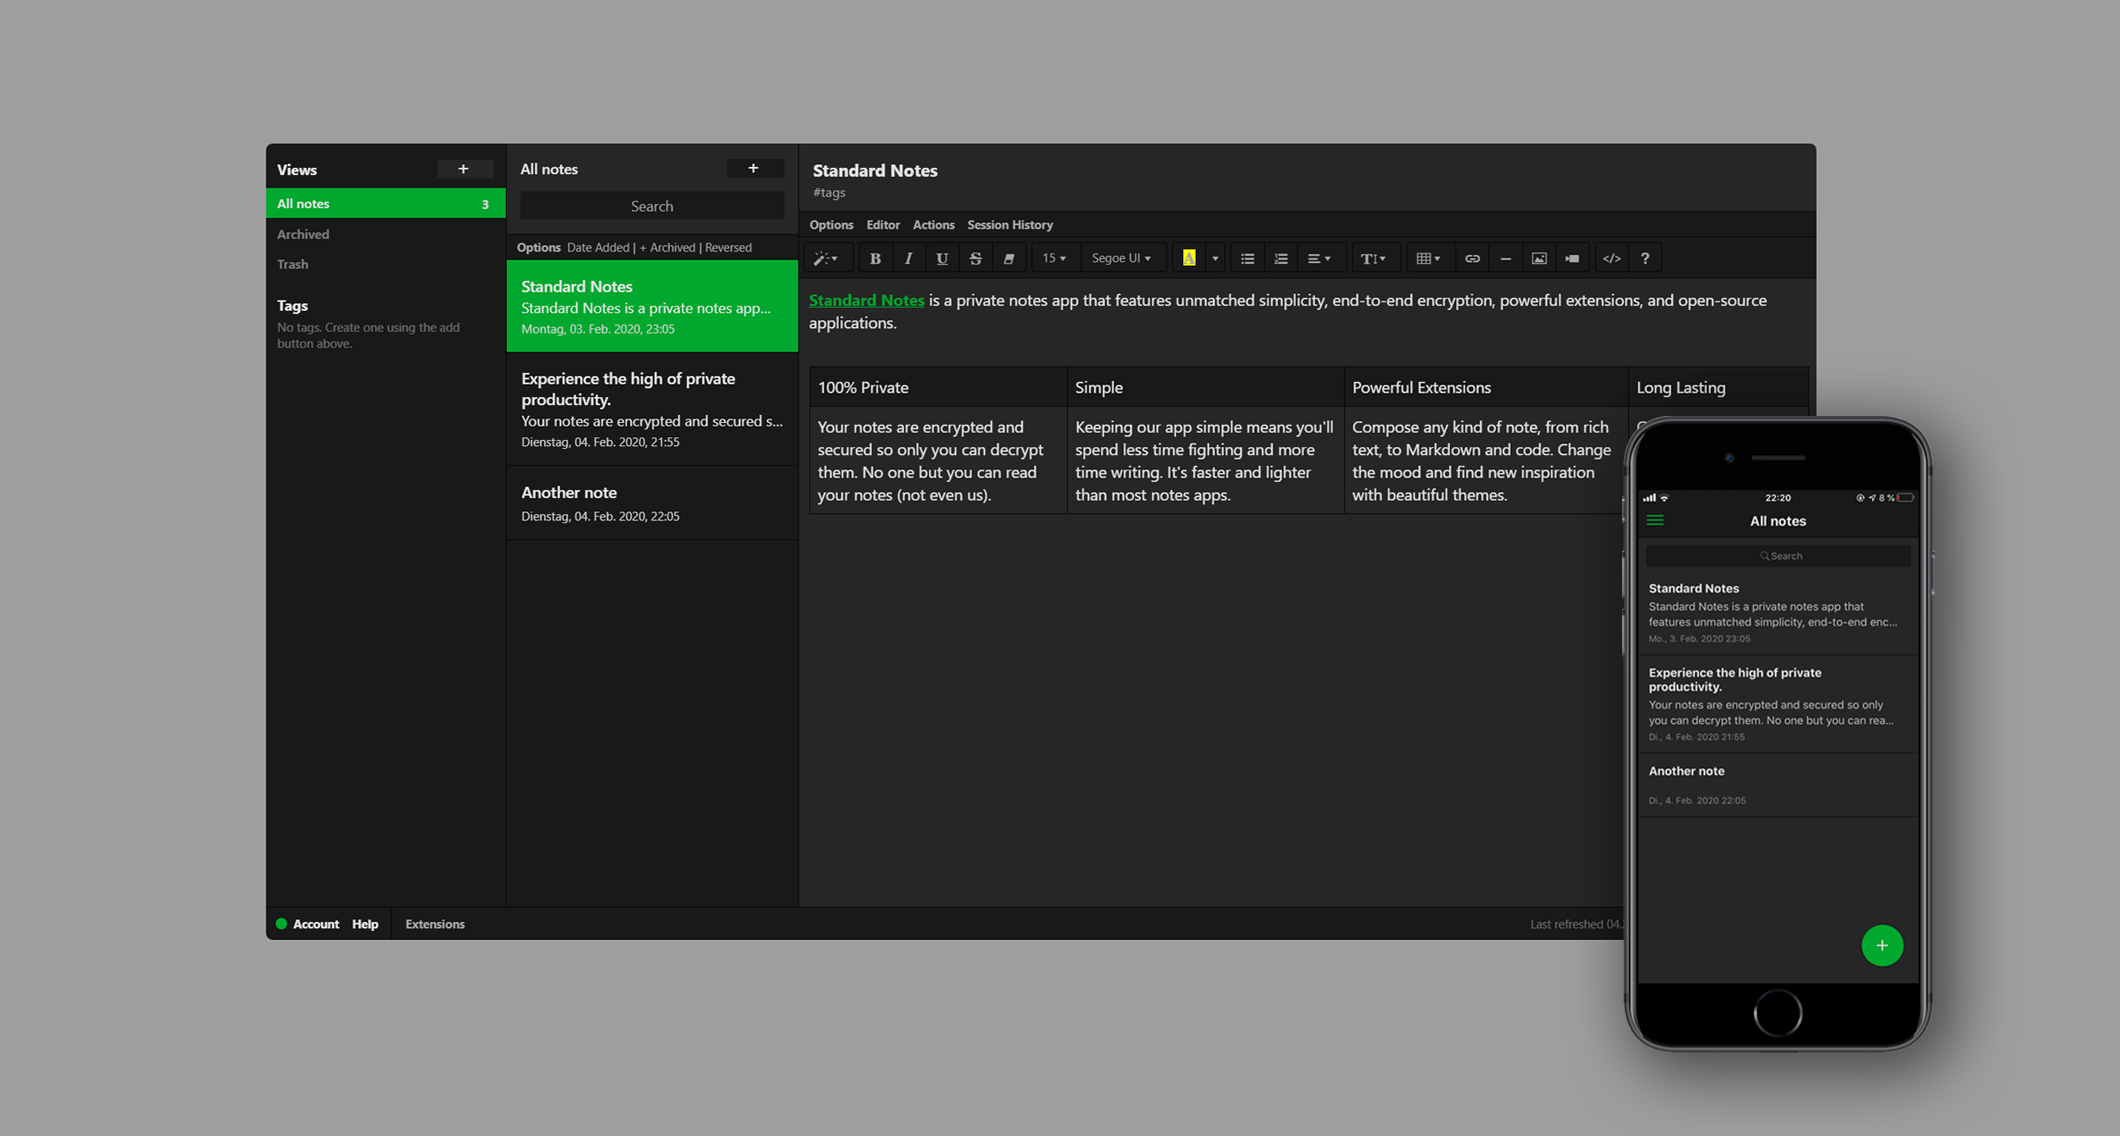 Views +
All notes 3
Archived
Trash
Tags
No tags. Create one using the add
button above.
All notes +
Search
Options Date Added | + Archived | Reversed
Standard Notes
Standard Notes is a private notes app...
Montag, 03. Feb. 2020, 23:05
Experience the high of private
productivity.
Your notes are encrypted and secured s...
Dienstag, 04. Feb. 2020, 21:55
Another note
Dienstag, 04. Feb. 2020, 22:05
Standard Notes
#tags
Options Editor Actions Session History
B I U S 15 Segoe UI A T </> ?
Standard Notes is a private notes app that features unmatched simplicity, end-to-end encryption, powerful extensions, and open-source
applications.
100% Private
Your notes are encrypted and
secured so only you can decrypt
them. No one but you can read
your notes (not even us).
Simple
Keeping our app simple means you'll
spend less time fighting and more
time writing. It's faster and lighter
than most notes apps.
Powerful Extensions
Compose any kind of note, from rich
text, to Markdown and code. Change
the mood and find new inspiration
with beautiful themes.
Long Lasting
Account Help Extensions
Last refreshed 04.
22:20 8 %
All notes
Search
Standard Notes
Standard Notes is a private notes app that
features unmatched simplicity, end-to-end enc...
Mo., 3. Feb. 2020 23:05
Experience the high of private
productivity.
Your notes are encrypted and secured so only
you can decrypt them. No one but you can rea...
Di., 4. Feb. 2020 21:55
Another note
Di., 4. Feb. 2020 22:05
+